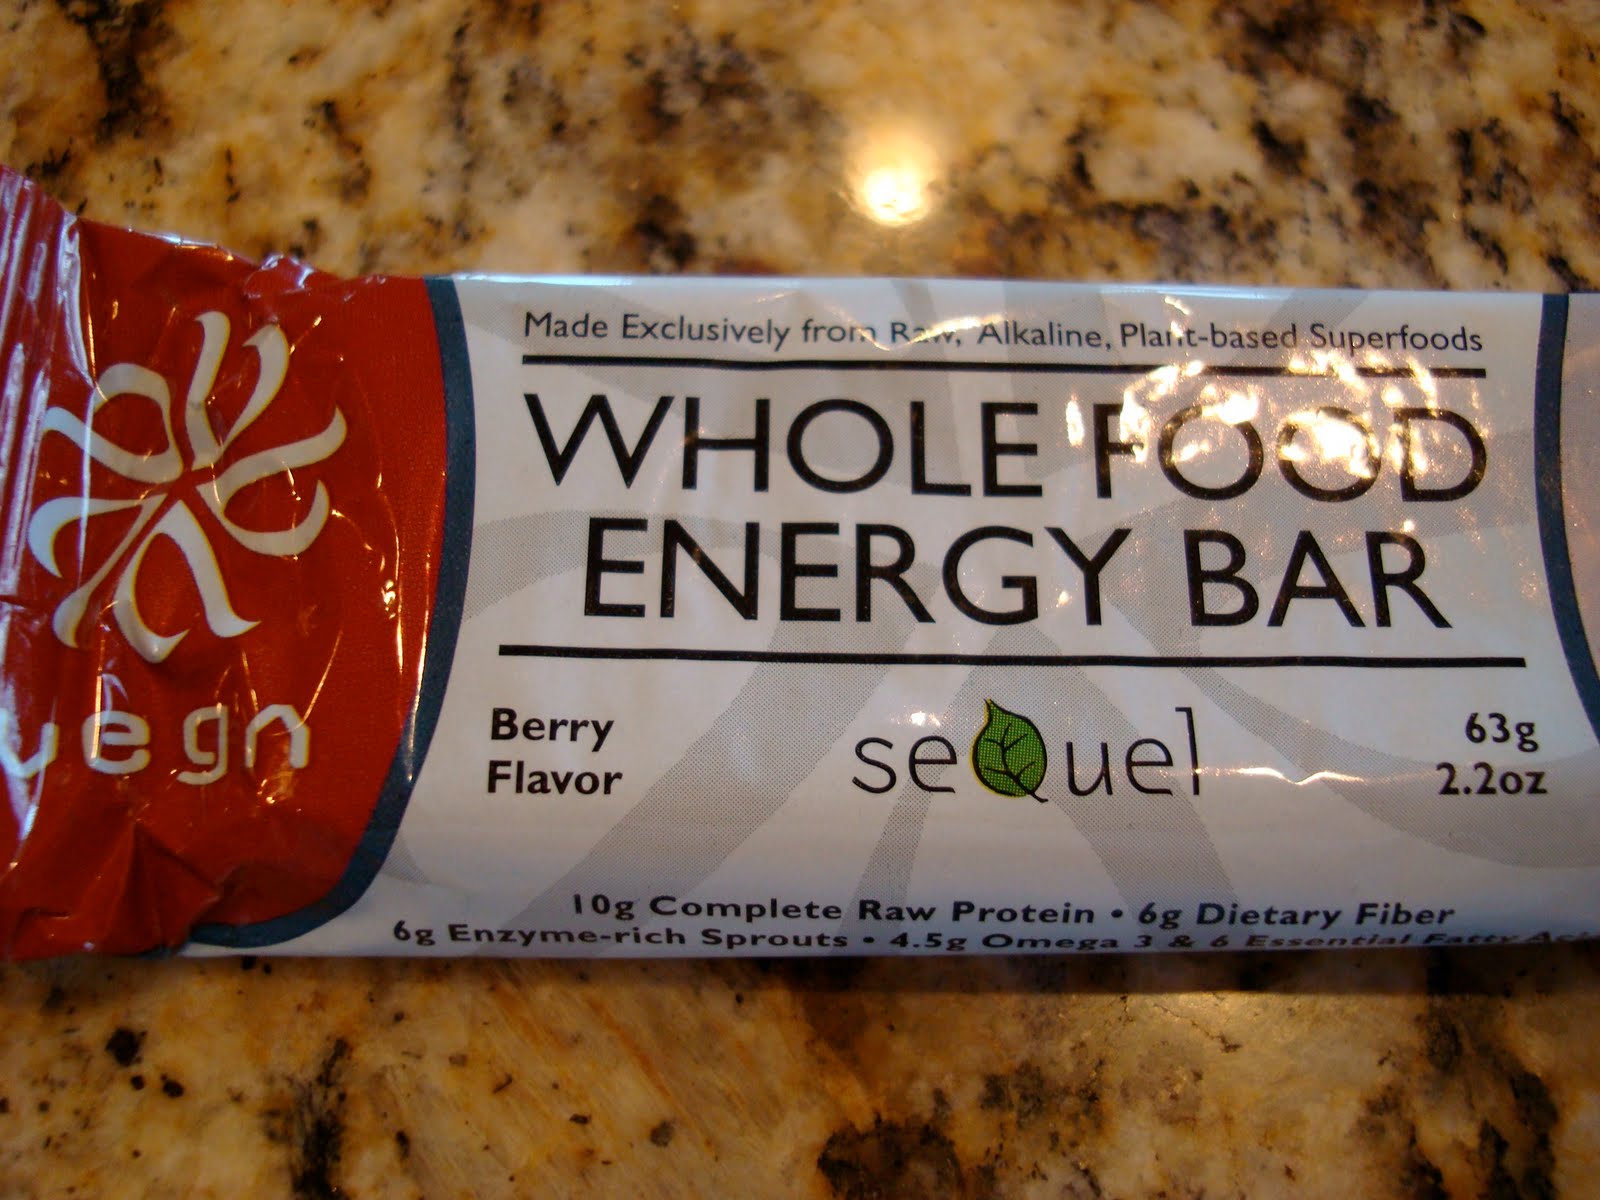 Made Exclusively from Raw, Alkaline, Plant-based Superfoods
WHOLE FOOD
ENERGY BAR
vegn
Berry
Flavor
seQuel
63g
2.2oz
10g Complete Raw Protein • 6g Dietary Fiber
6g Enzyme-rich Sprouts • 4.5g Omega 3 & 6 Essential Fatty